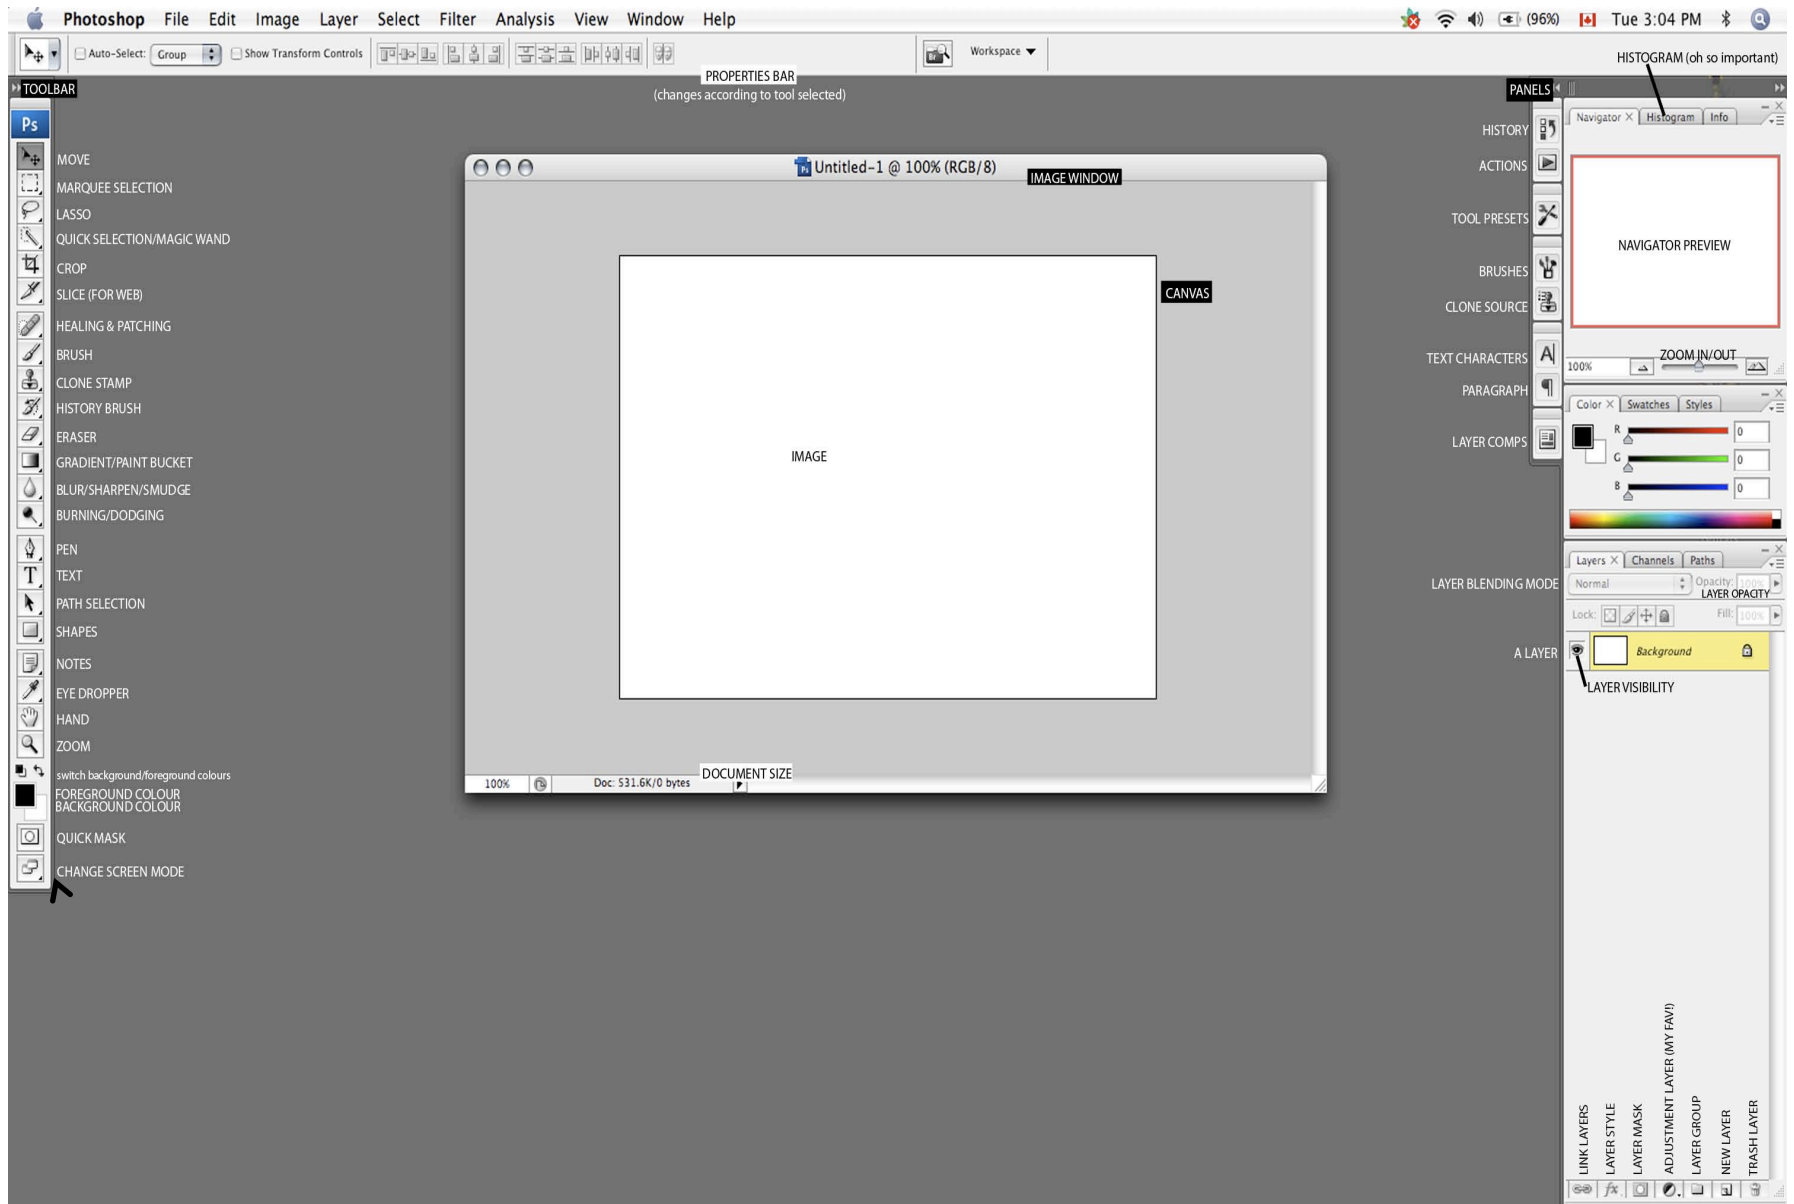 Photoshop File Edit Image Layer Select Filter Analysis View Window Help (96%) Tue 3:04 PM
Auto-Select: Group Show Transform Controls Workspace ▼
HISTOGRAM (oh so important)
PROPERTIES BAR
(changes according to tool selected)
TOOLBAR
Ps
MOVE
MARQUEE SELECTION
LASSO
QUICK SELECTION/MAGIC WAND
CROP
SLICE (FOR WEB)
HEALING & PATCHING
BRUSH
CLONE STAMP
HISTORY BRUSH
ERASER
GRADIENT/PAINT BUCKET
BLUR/SHARPEN/SMUDGE
BURNING/DODGING
PEN
T TEXT
PATH SELECTION
SHAPES
NOTES
EYE DROPPER
HAND
ZOOM
switch background/foreground colours
FOREGROUND COLOUR
BACKGROUND COLOUR
QUICK MASK
CHANGE SCREEN MODE
Untitled-1 @ 100% (RGB/8)
IMAGE WINDOW
CANVAS
IMAGE
DOCUMENT SIZE
100% Doc: 531.6K/0 bytes
PANELS
HISTORY
ACTIONS
TOOL PRESETS
BRUSHES
CLONE SOURCE
TEXT CHARACTERS A
PARAGRAPH ¶
LAYER COMPS
Navigator Histogram Info
NAVIGATOR PREVIEW
ZOOM IN/OUT
100%
Color Swatches Styles
R 0
G 0
B 0
Layers Channels Paths
LAYER BLENDING MODE Normal Opacity: 100%
LAYER OPACITY
Lock: Fill: 100%
A LAYER Background
LAYER VISIBILITY
LINK LAYERS
LAYER STYLE
LAYER MASK
ADJUSTMENT LAYER (MY FAV!)
LAYER GROUP
NEW LAYER
TRASH LAYER
fx